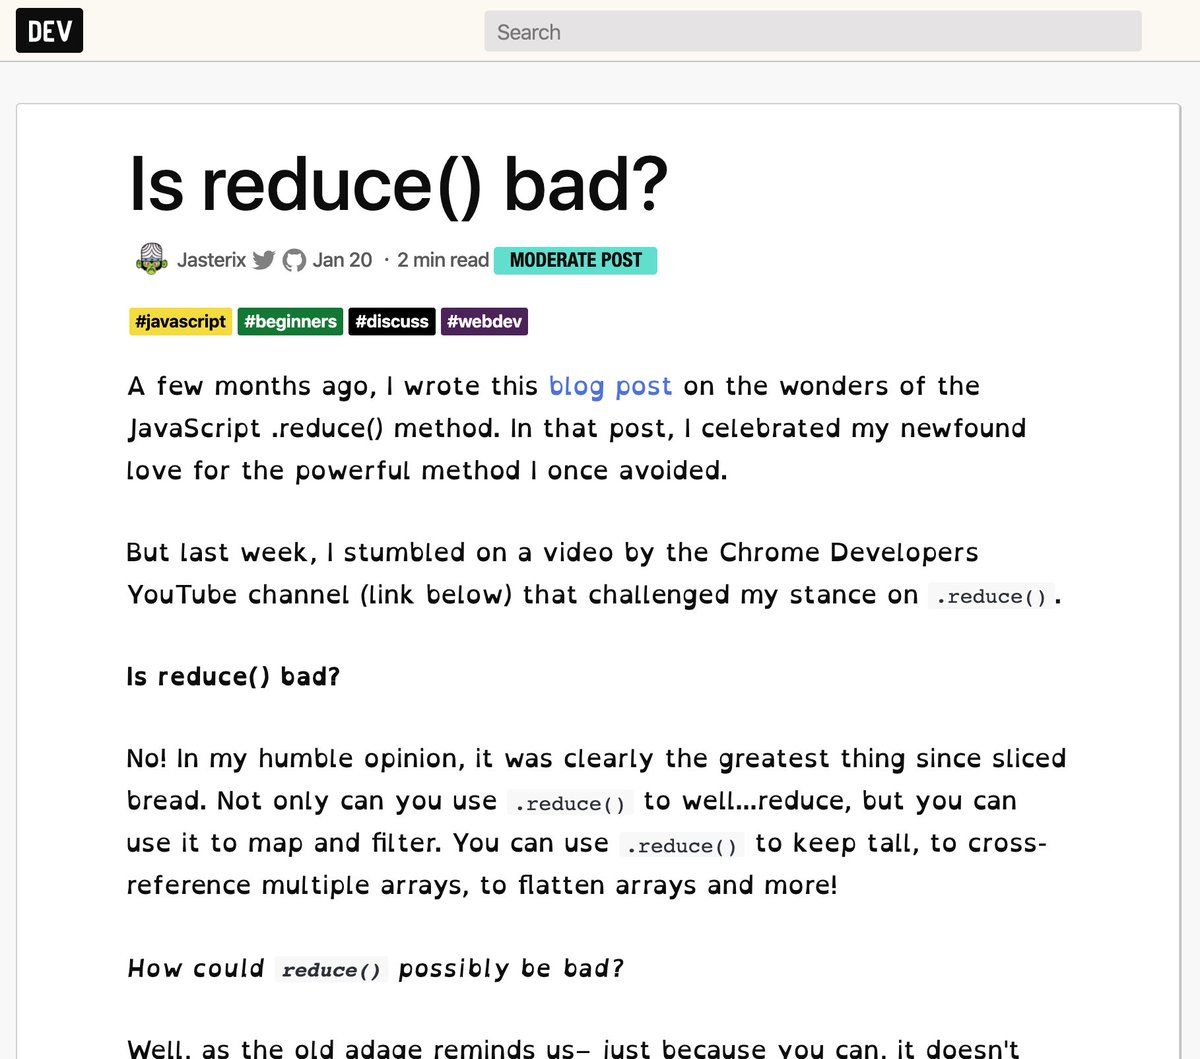 DEV
Search
Is reduce() bad?
Jasterix Jan 20 · 2 min read MODERATE POST
#javascript #beginners #discuss #webdev
A few months ago, I wrote this blog post on the wonders of the
JavaScript .reduce() method. In that post, I celebrated my newfound
love for the powerful method I once avoided.
But last week, I stumbled on a video by the Chrome Developers
YouTube channel (link below) that challenged my stance on .reduce().
Is reduce() bad?
No! In my humble opinion, it was clearly the greatest thing since sliced
bread. Not only can you use .reduce() to well...reduce, but you can
use it to map and filter. You can use .reduce() to keep tall, to cross-
reference multiple arrays, to flatten arrays and more!
How could reduce() possibly be bad?
Well, as the old adage reminds us– just because you can, it doesn't